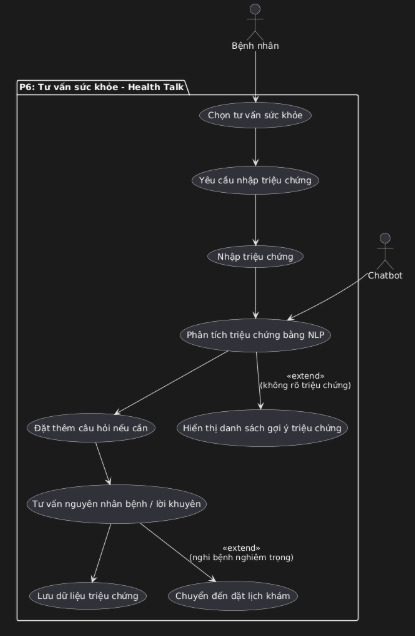 Bệnh nhân
P6: Tư vấn sức khỏe - Health Talk
Chọn tư vấn sức khỏe
Yêu cầu nhập triệu chứng
Nhập triệu chứng
Chatbot
Phân tích triệu chứng bằng NLP
«extend»
(không rõ triệu chứng)
Đặt thêm câu hỏi nếu cần
Hiển thị danh sách gợi ý triệu chứng
Tư vấn nguyên nhân bệnh / lời khuyên
«extend»
(nghi bệnh nghiêm trọng)
Lưu dữ liệu triệu chứng
Chuyển đến đặt lịch khám